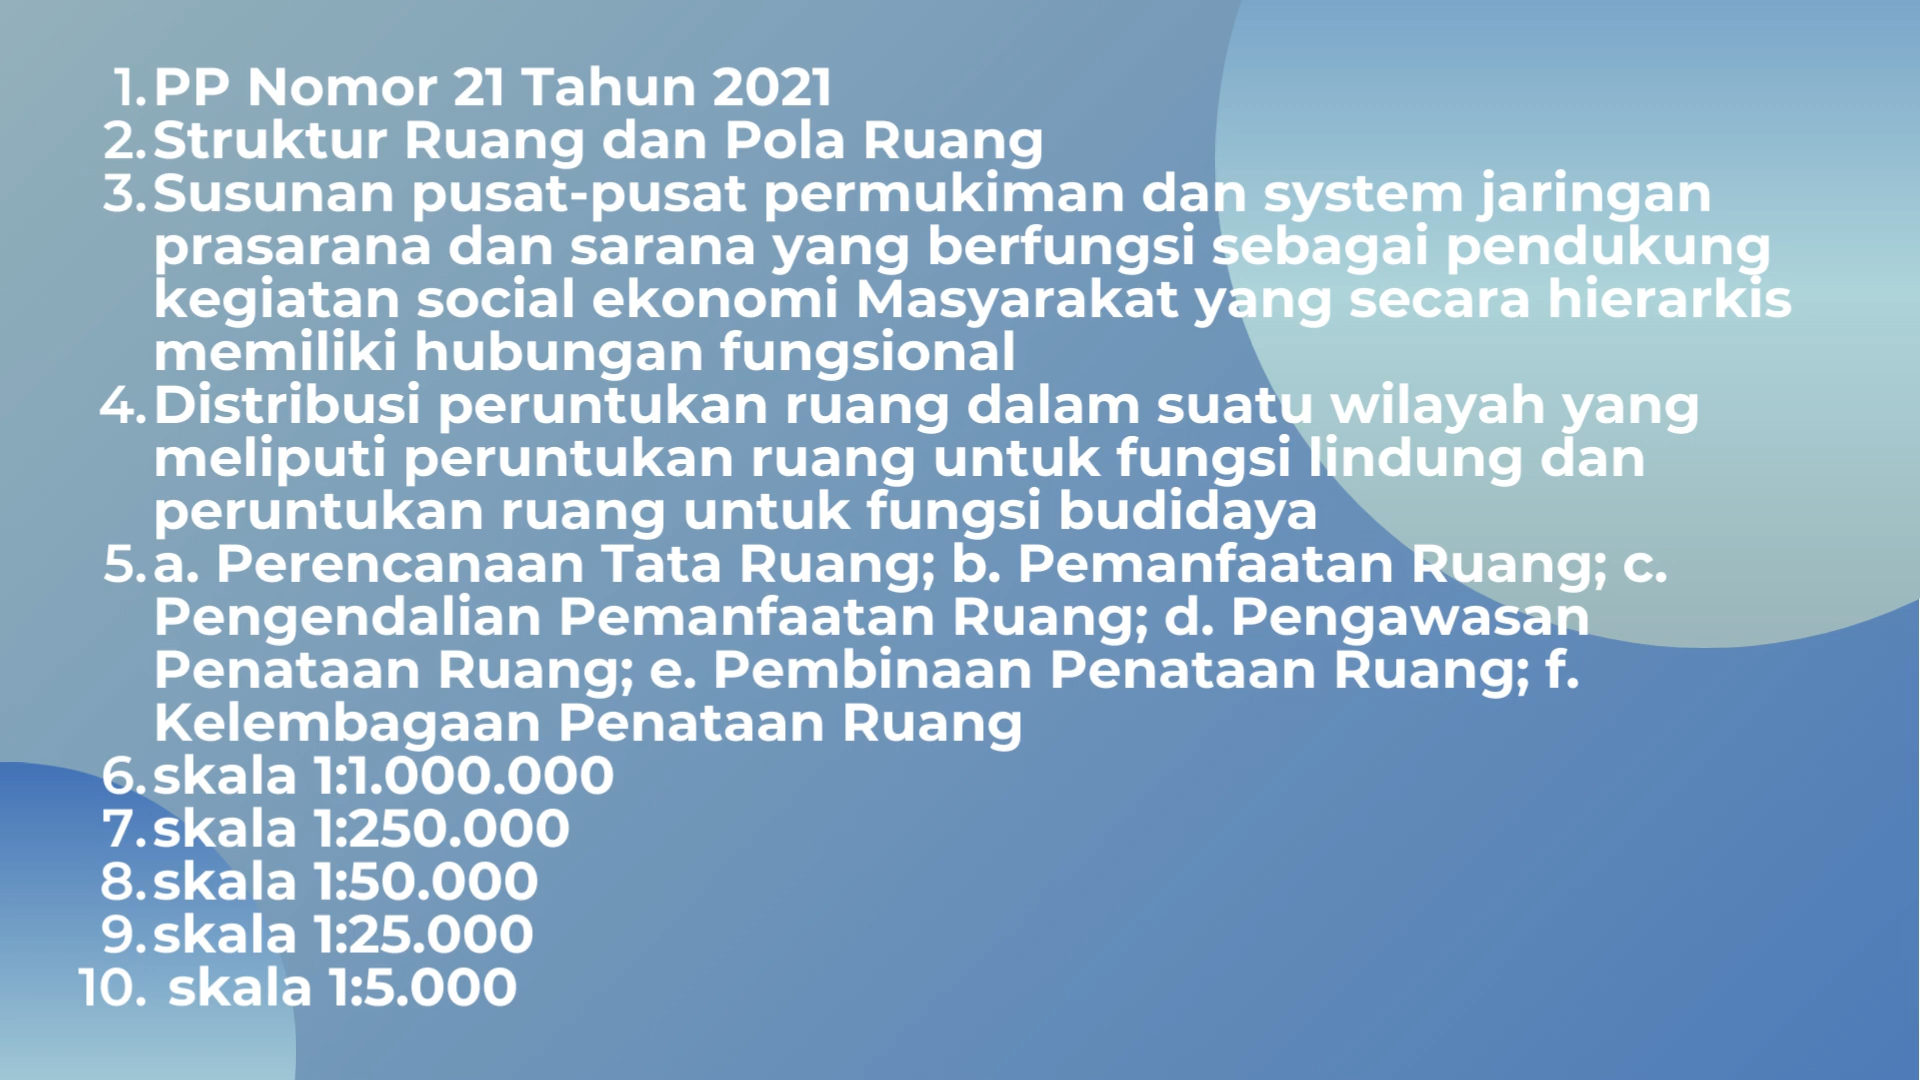 1. PP Nomor 21 Tahun 2021
2. Struktur Ruang dan Pola Ruang
3. Susunan pusat-pusat permukiman dan system jaringan
prasarana dan sarana yang berfungsi sebagai pendukung
kegiatan social ekonomi Masyarakat yang secara hierarkis
memiliki hubungan fungsional
4. Distribusi peruntukan ruang dalam suatu wilayah yang
meliputi peruntukan ruang untuk fungsi lindung dan
peruntukan ruang untuk fungsi budidaya
5. a. Perencanaan Tata Ruang; b. Pemanfaatan Ruang; c.
Pengendalian Pemanfaatan Ruang; d. Pengawasan
Penataan Ruang; e. Pembinaan Penataan Ruang; f.
Kelembagaan Penataan Ruang
6. skala 1:1.000.000
7. skala 1:250.000
8. skala 1:50.000
9. skala 1:25.000
10. skala 1:5.000